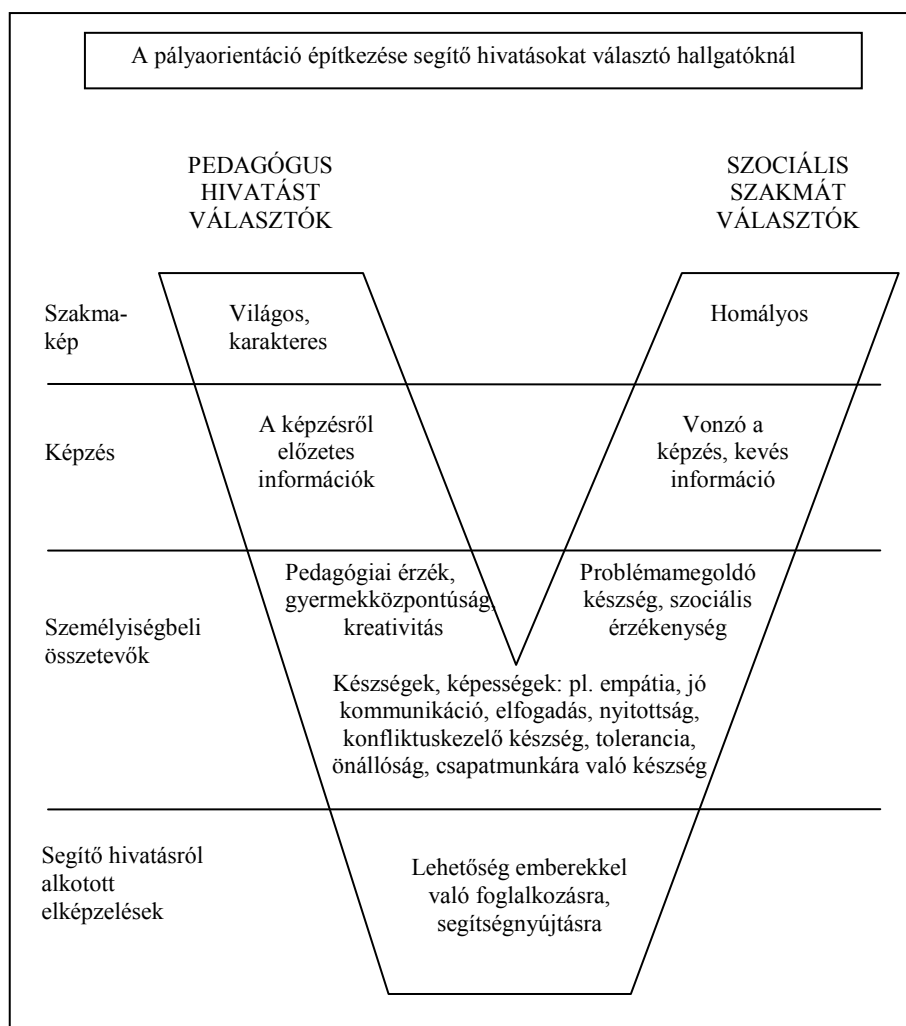 A pályaorientáció építkezése segítő hivatásokat választó hallgatóknál
PEDAGÓGUS
HIVATÁST
VÁLASZTÓK
SZOCIÁLIS
SZAKMÁT
VÁLASZTÓK
Szakma-
kép
Világos,
karakteres
Homályos
Képzés
A képzésről
előzetes
információk
Vonzó a
képzés, kevés
információ
Személyiségbeli
összetevők
Pedagógiai érzék,
gyermekközpontúság,
kreativitás
Problémamegoldó
készség, szociális
érzékenység
Készségek, képességek: pl. empátia, jó
kommunikáció, elfogadás, nyitottság,
konfliktuskezelő készség, tolerancia,
önállóság, csapatmunkára való készség
Segítő hivatásról
alkotott
elképzelések
Lehetőség emberekkel
való foglalkozásra,
segítségnyújtásra